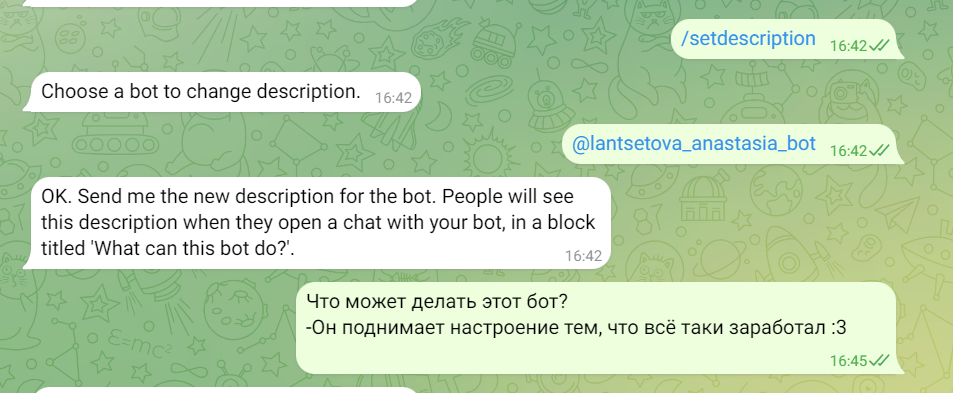 /setdescription 16:42
Choose a bot to change description. 16:42
@lantsetova_anastasia_bot 16:42
OK. Send me the new description for the bot. People will see
this description when they open a chat with your bot, in a block
titled 'What can this bot do?'. 16:42
Что может делать этот бот?
-Он поднимает настроение тем, что всё таки заработал :3
16:45